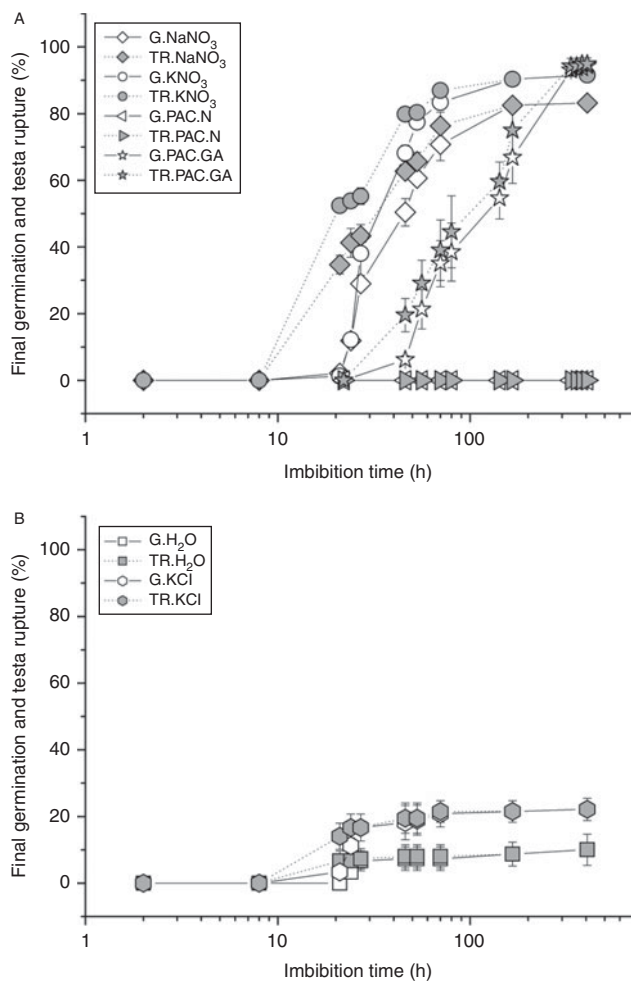 A
G.NaNO3
TR.NaNO3
G.KNO3
TR.KNO3
G.PAC.N
TR.PAC.N
G.PAC.GA
TR.PAC.GA
Final germination and testa rupture (%)
100
80
60
40
20
0
1
10
100
Imbibition time (h)
B
G.H2O
TR.H2O
G.KCl
TR.KCl
Final germination and testa rupture (%)
100
80
60
40
20
0
1
10
100
Imbibition time (h)